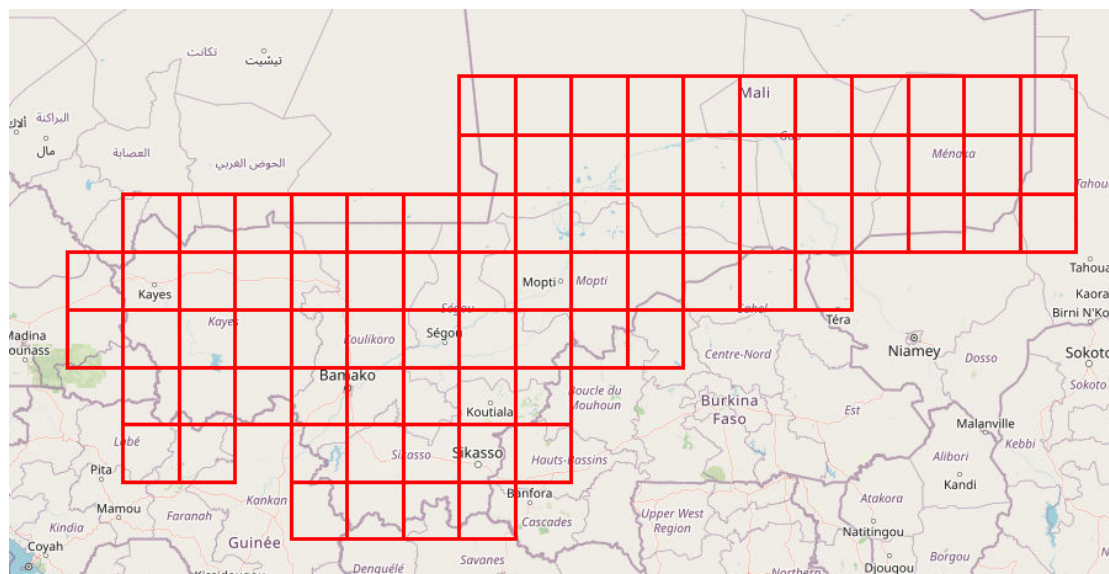 تكانت
تيشيت
Mali
البراكنة
ألاك
مال
العصابة
الحوض الغربي
Gao
Ménaka
Tahoua
Kayes
Mopti
Mopti
Tahoua
Kaora
Birni N'Ko
Kayes
Ségou
Sahel
Téra
Madina
Gounass
Koulikoro
Ségou
Niamey
Dosso
Centre-Nord
Sokoto
Sokoto
Bamako
Boucle du
Mouhoun
Burkina
Faso
Koutiala
Est
Malanville
Kebbi
Labé
Sikasso
Sikasso
Hauts-Bassins
Alibori
Kandi
Pita
Kankan
Banfora
Atakora
Mamou
Faranah
Cascades
Upper West
Region
Natitingou
Kindia
Guinée
Coyah
Borgou
Denguélé
Savanes
Djougou
Kissidougou
Northern